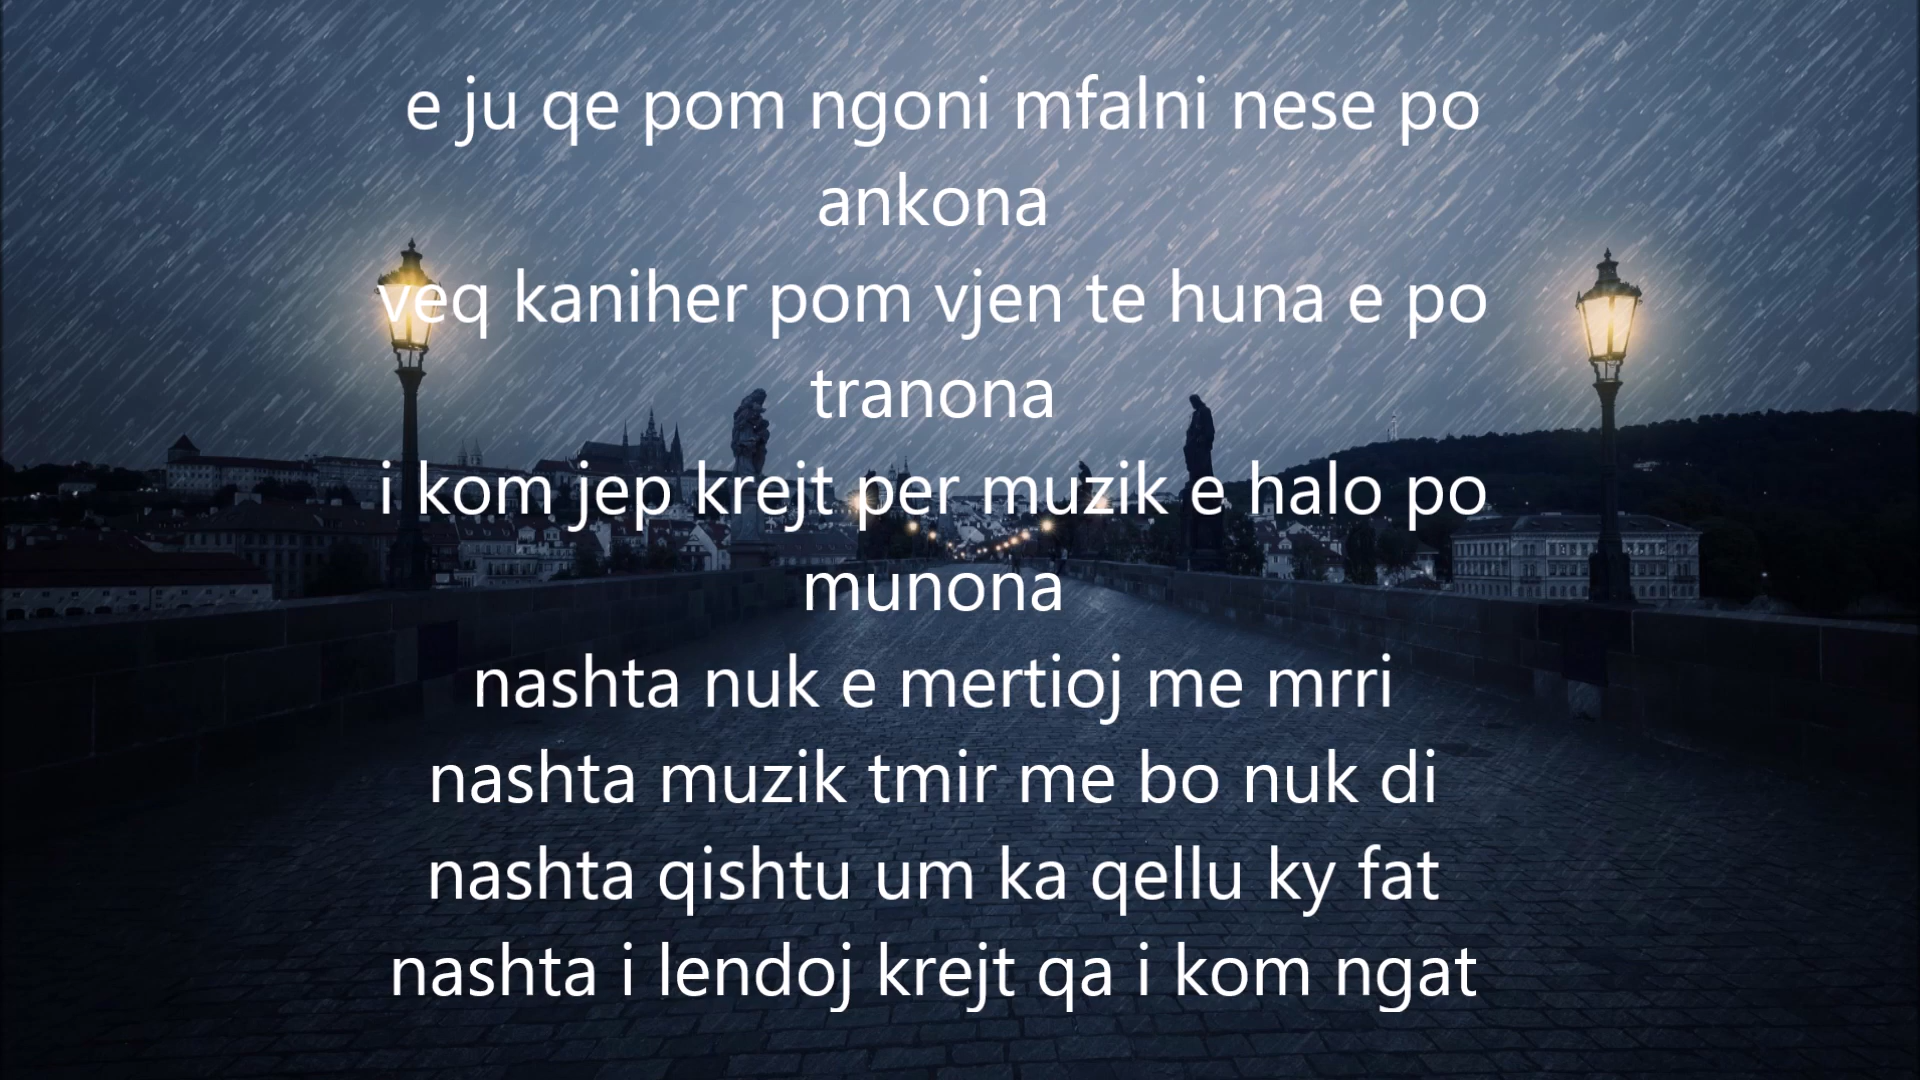 e ju qe pom ngoni mfalni nese po
ankona
veq kaniher pom vjen te huna e po
tranona
i kom jep krejt per muzik e halo po
munona
nashta nuk e mertioj me mrri
nashta muzik tmir me bo nuk di
nashta qishtu um ka qellu ky fat
nashta i lendoj krejt qa i kom ngat